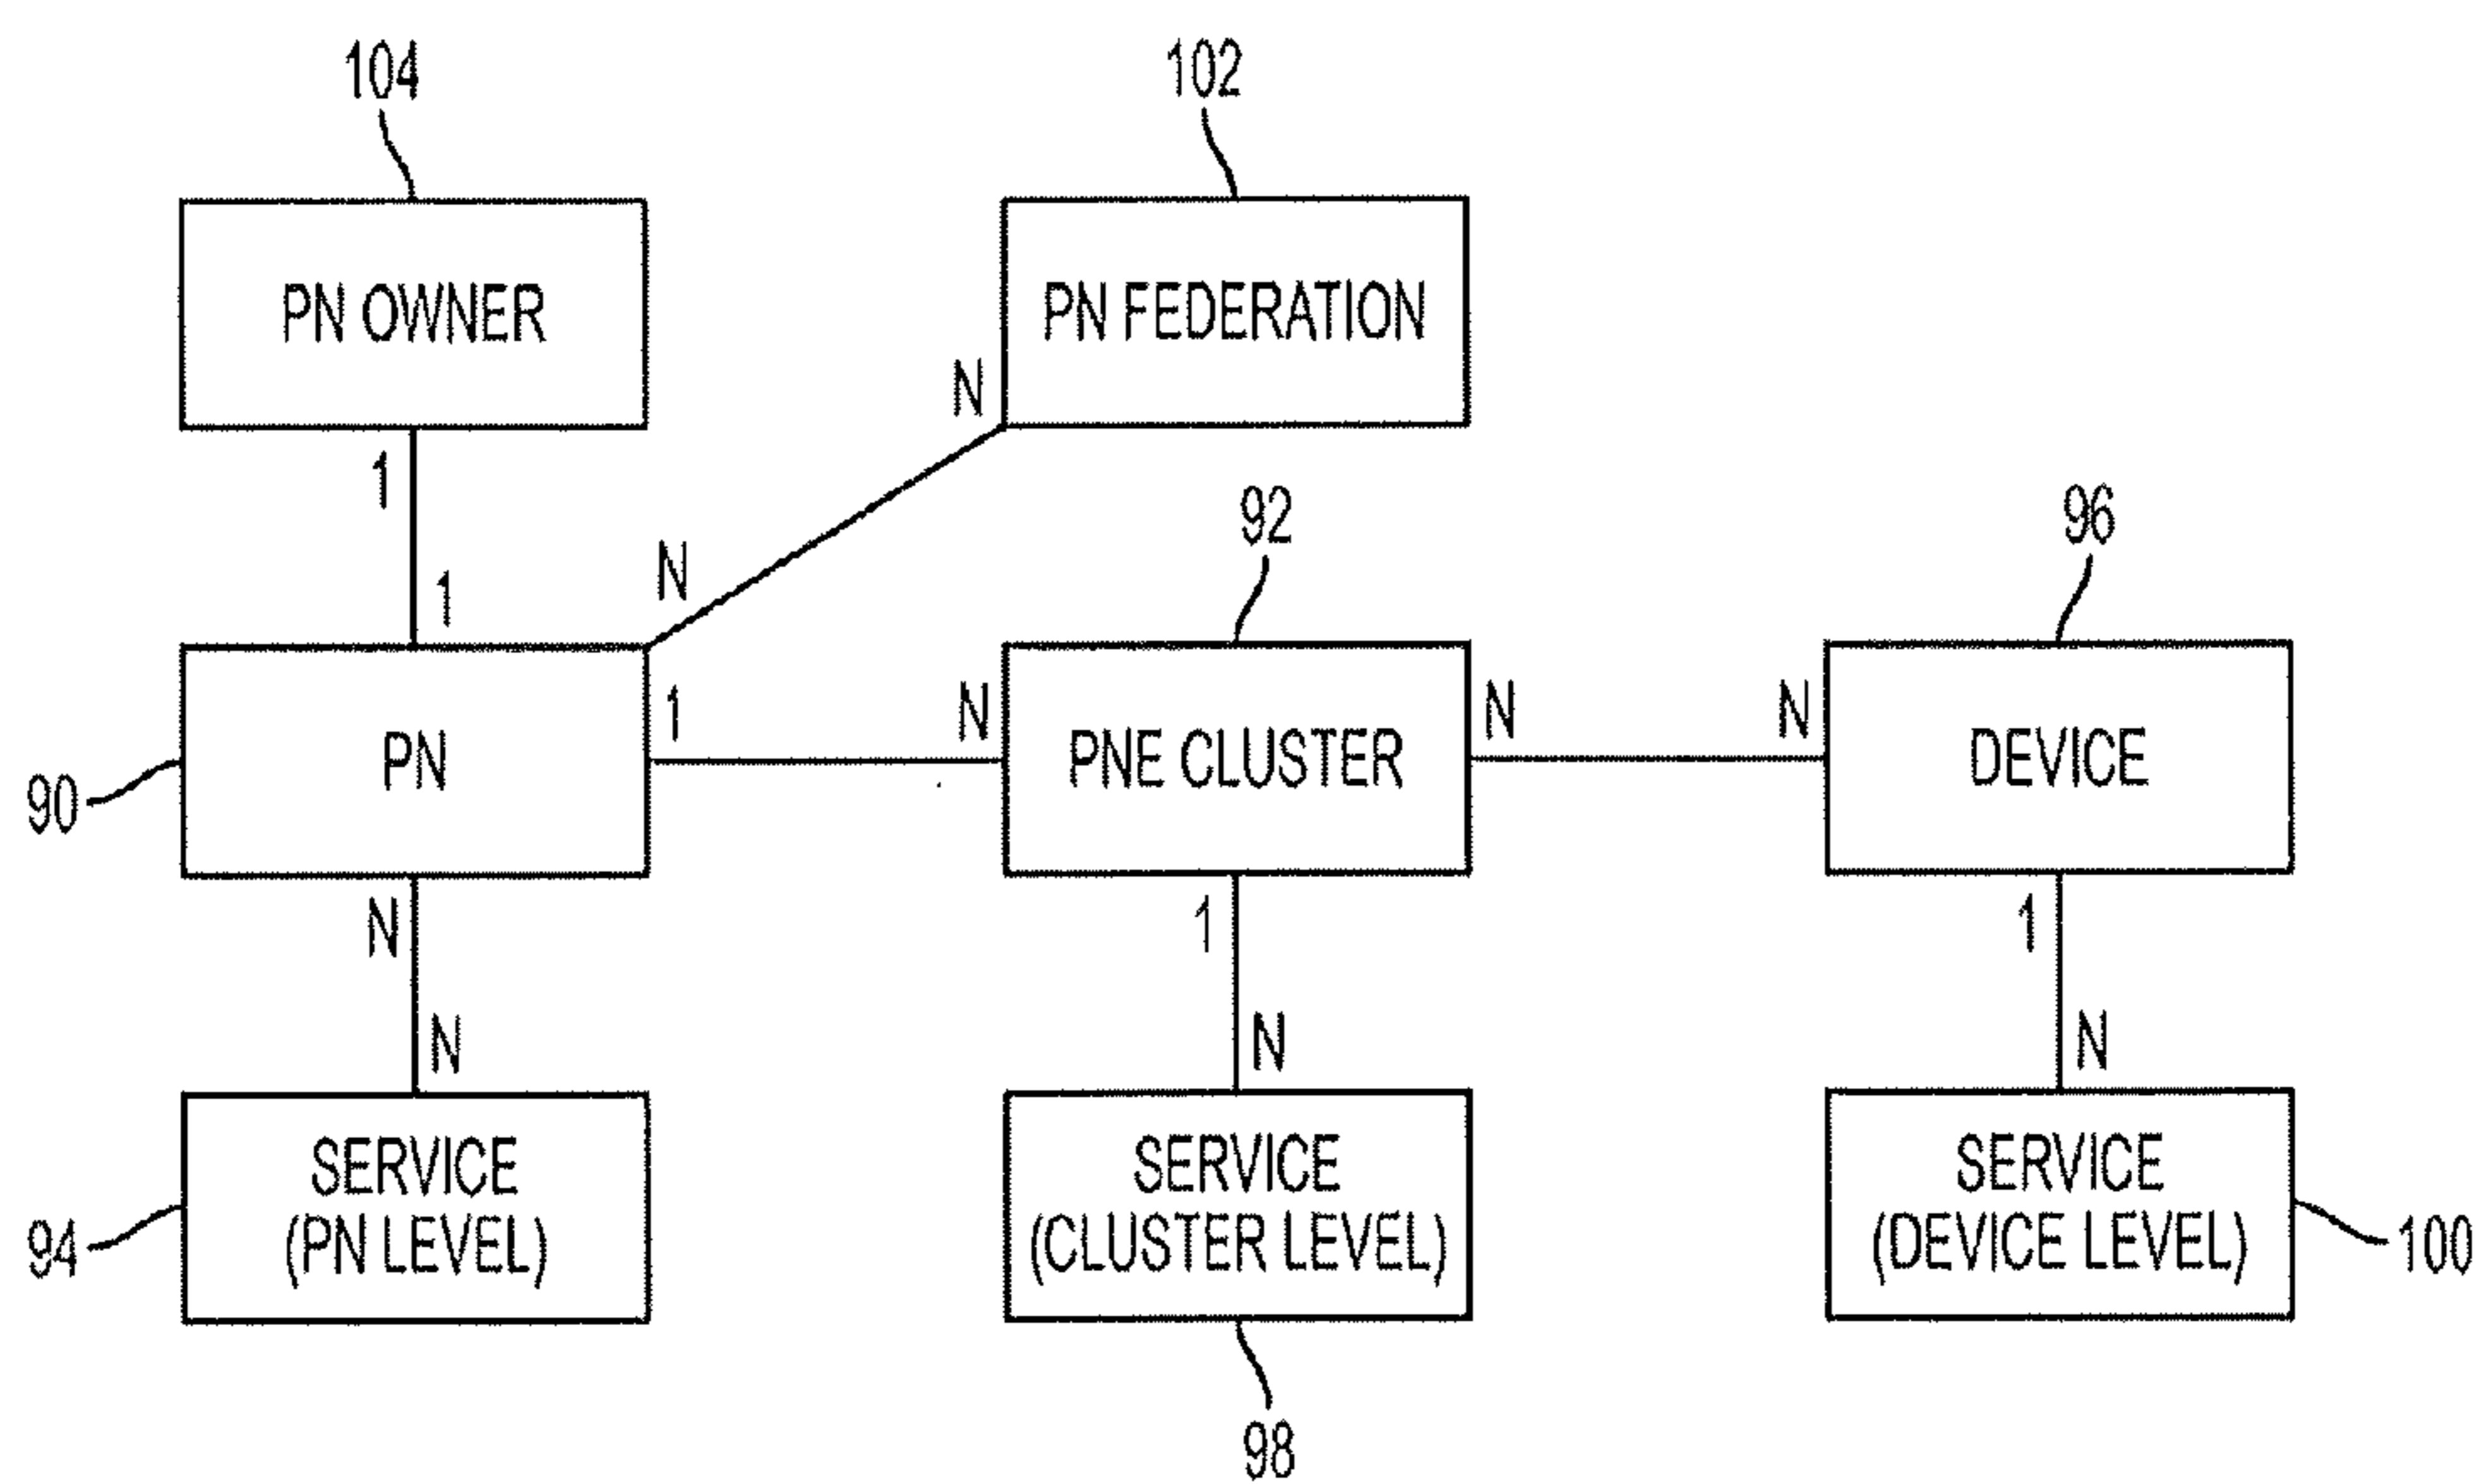 104
102
PN OWNER
PN FEDERATION
N
1
92
96
N
1
1
N
N
N
PN
PNE CLUSTER
DEVICE
90
N
1
1
N
N
N
SERVICE
(PN LEVEL)
SERVICE
(CLUSTER LEVEL)
SERVICE
(DEVICE LEVEL)
94
100
98